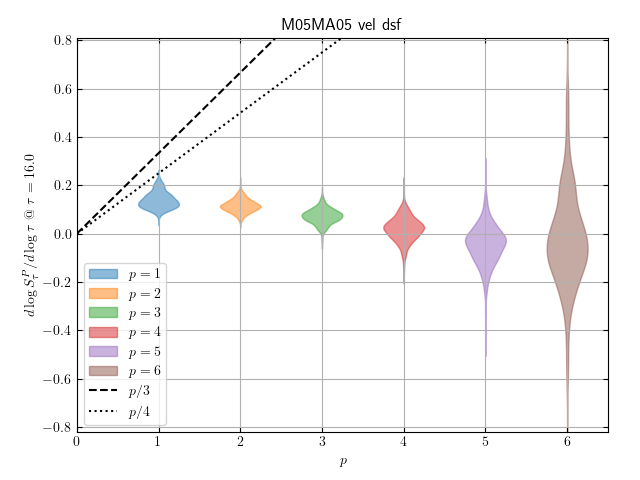 M05MA05 vel dsf
d log S_τ^P / d log τ @ τ = 16.0
0.8
0.6
0.4
0.2
0.0
−0.2
−0.4
−0.6
−0.8
p = 1
p = 2
p = 3
p = 4
p = 5
p = 6
p/3
p/4
0 1 2 3 4 5 6
p